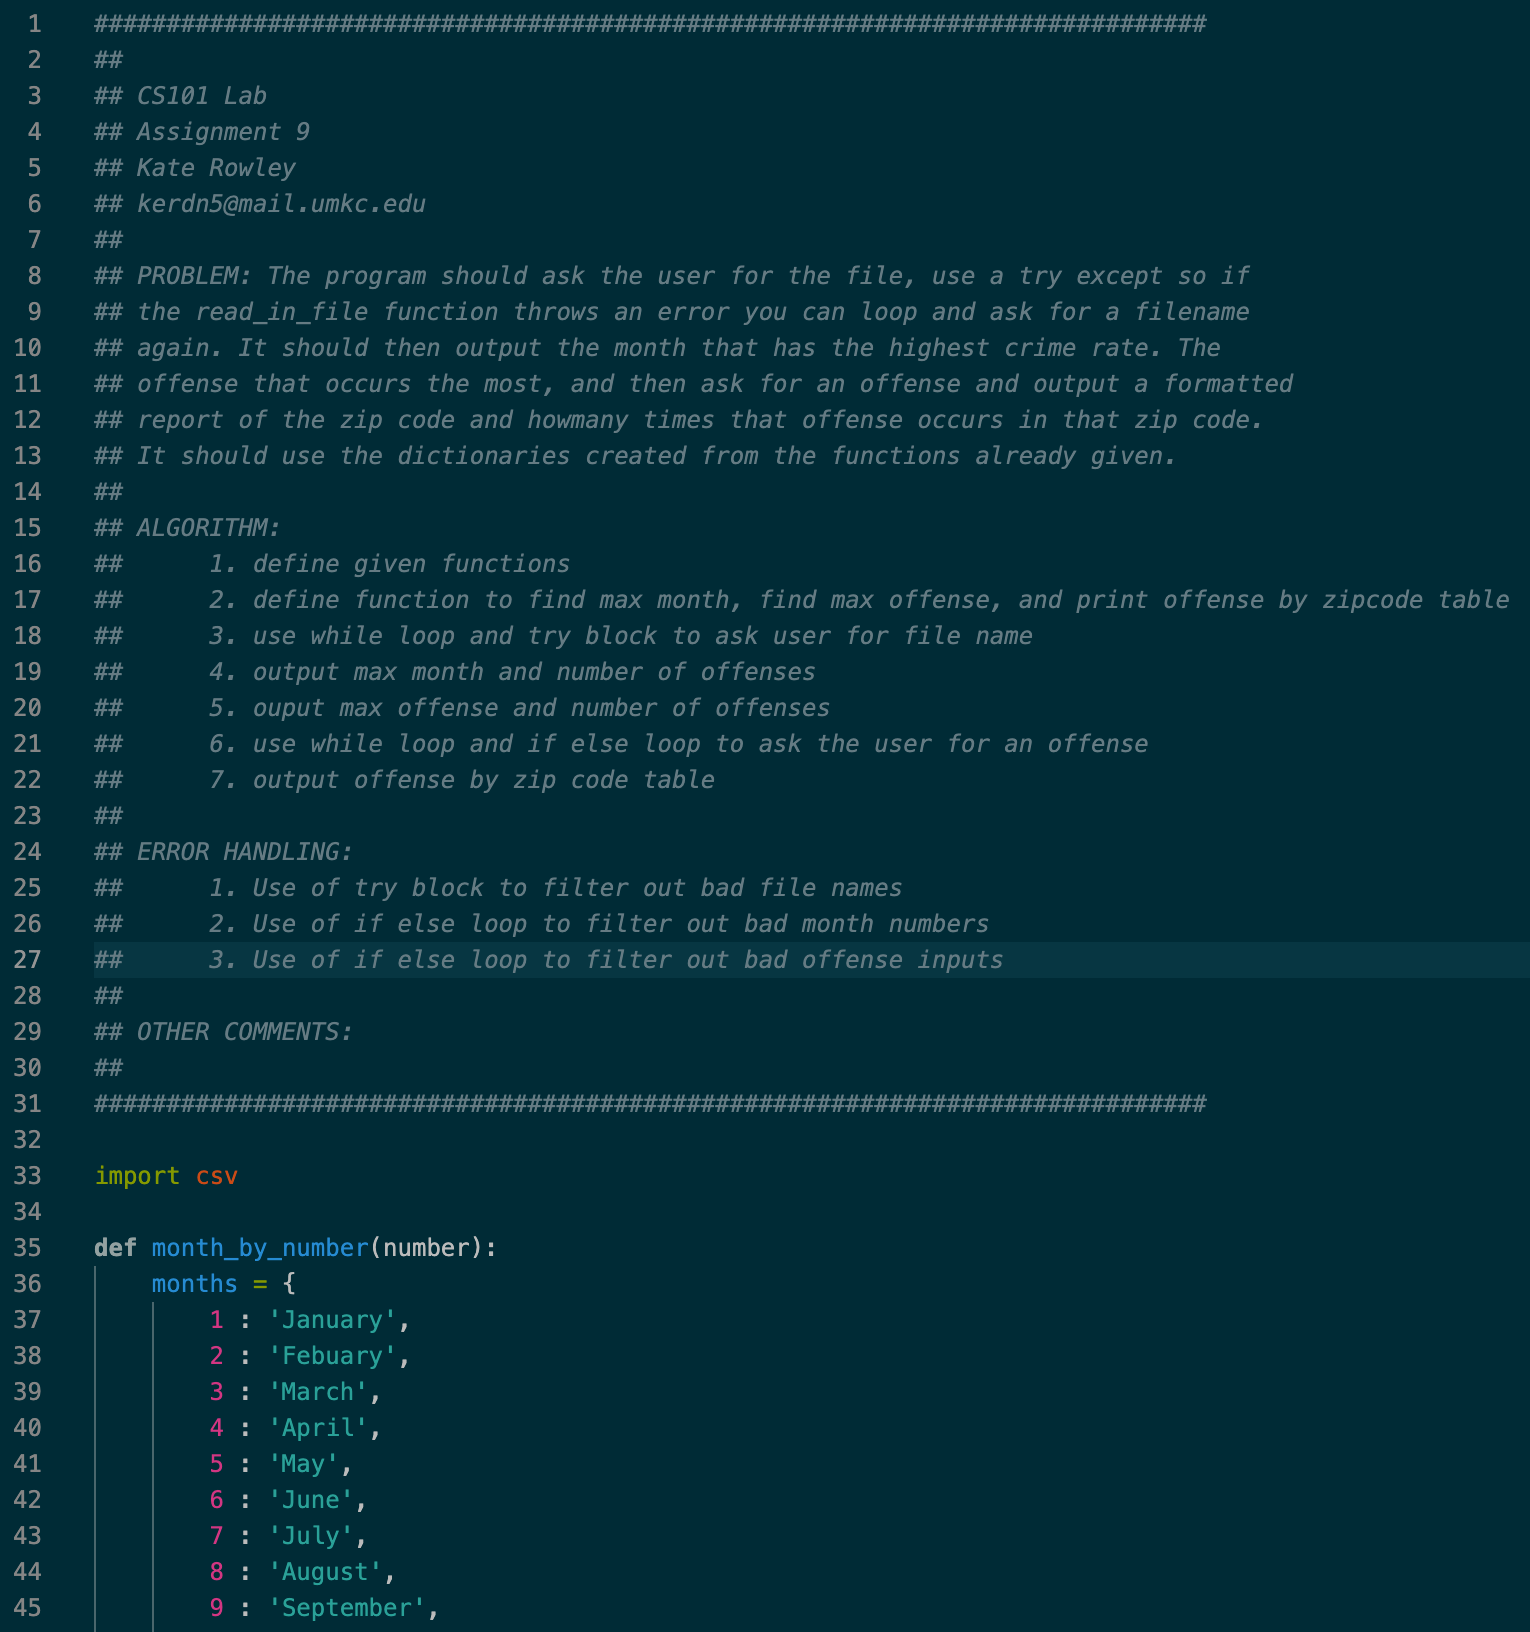 1 #############################################################################
2 ##
3 ## CS101 Lab
4 ## Assignment 9
5 ## Kate Rowley
6 ## kerdn5@mail.umkc.edu
7 ##
8 ## PROBLEM: The program should ask the user for the file, use a try except so if
9 ## the read_in_file function throws an error you can loop and ask for a filename
10 ## again. It should then output the month that has the highest crime rate. The
11 ## offense that occurs the most, and then ask for an offense and output a formatted
12 ## report of the zip code and howmany times that offense occurs in that zip code.
13 ## It should use the dictionaries created from the functions already given.
14 ##
15 ## ALGORITHM:
16 ##      1. define given functions
17 ##      2. define function to find max month, find max offense, and print offense by zipcode table
18 ##      3. use while loop and try block to ask user for file name
19 ##      4. output max month and number of offenses
20 ##      5. ouput max offense and number of offenses
21 ##      6. use while loop and if else loop to ask the user for an offense
22 ##      7. output offense by zip code table
23 ##
24 ## ERROR HANDLING:
25 ##      1. Use of try block to filter out bad file names
26 ##      2. Use of if else loop to filter out bad month numbers
27 ##      3. Use of if else loop to filter out bad offense inputs
28 ##
29 ## OTHER COMMENTS:
30 ##
31 #############################################################################
32
33 import csv
34
35 def month_by_number(number):
36     months = {
37         1 : 'January',
38         2 : 'Febuary',
39         3 : 'March',
40         4 : 'April',
41         5 : 'May',
42         6 : 'June',
43         7 : 'July',
44         8 : 'August',
45         9 : 'September',